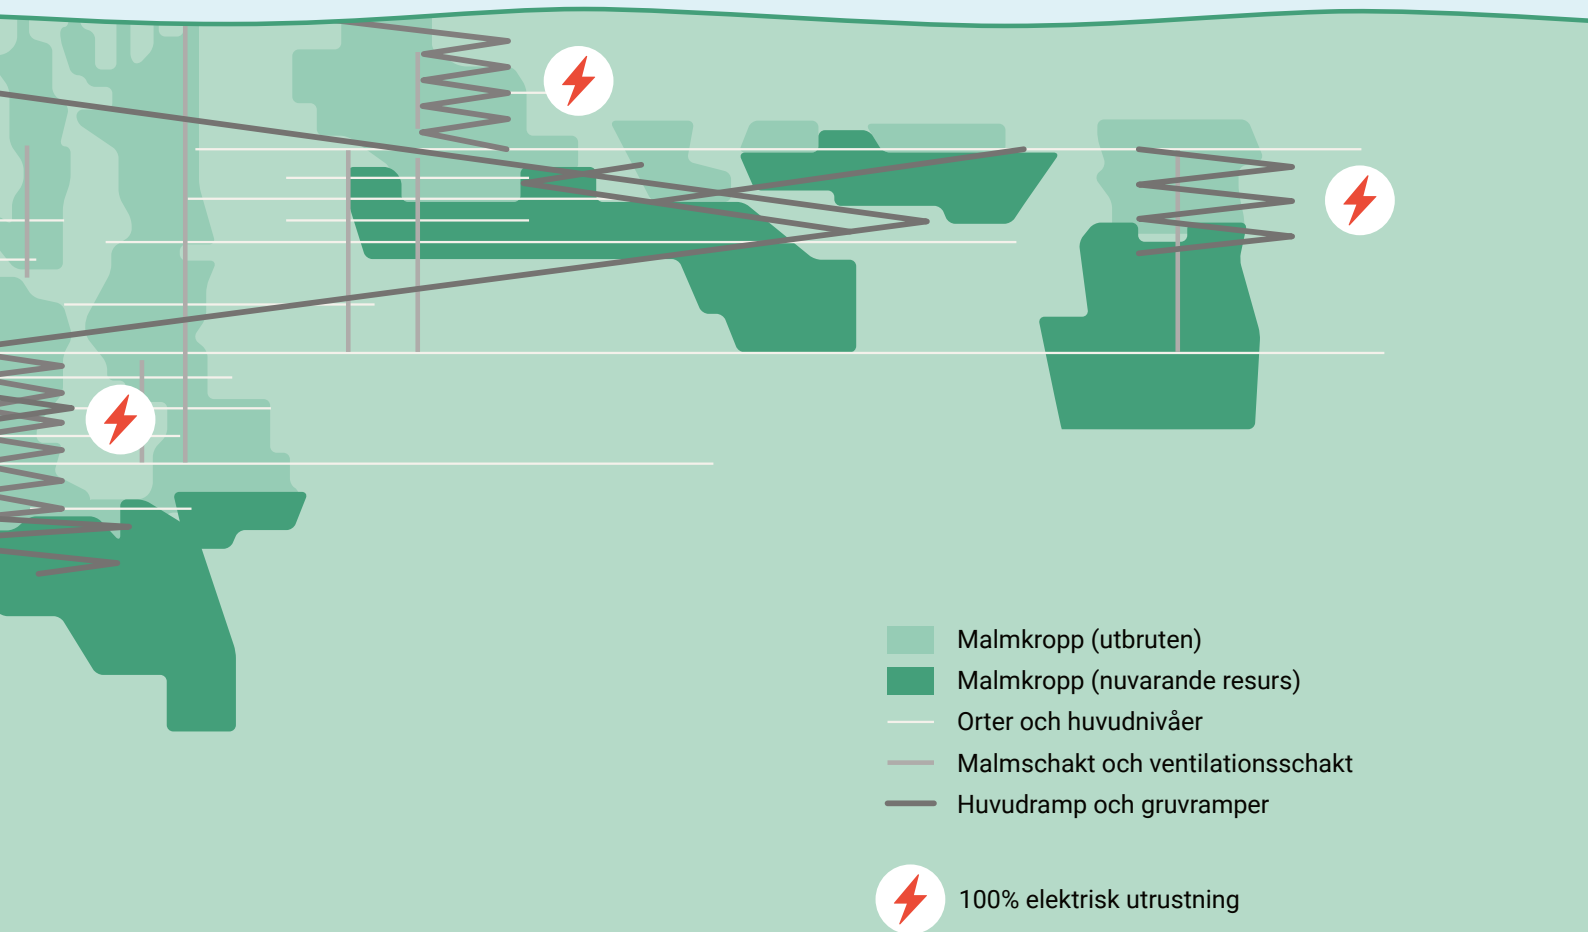 Malmkropp (utbruten)
Malmkropp (nuvarande resurs)
Orter och huvudnivåer
Malmschakt och ventilationsschakt
Huvudramp och gruvramper
100% elektrisk utrustning